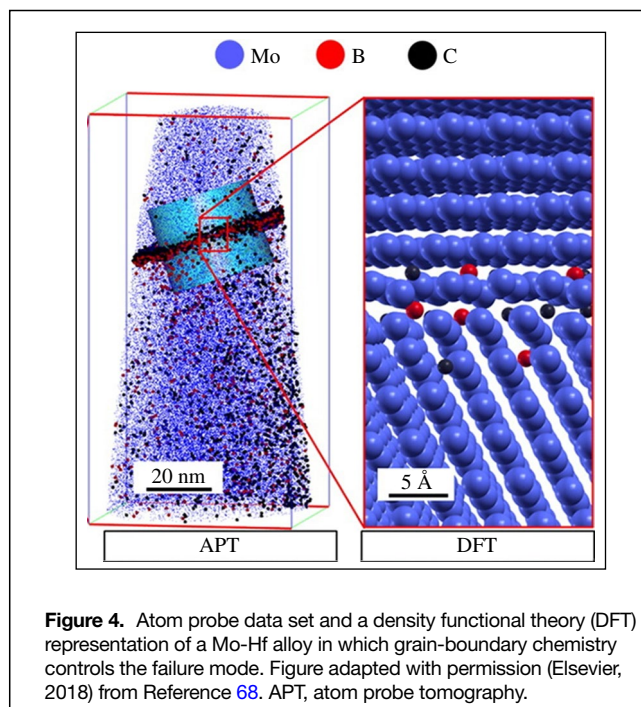 Mo B C
20 nm
5 Å
APT DFT
Figure 4. Atom probe data set and a density functional theory (DFT)
representation of a Mo-Hf alloy in which grain-boundary chemistry
controls the failure mode. Figure adapted with permission (Elsevier,
2018) from Reference 68. APT, atom probe tomography.